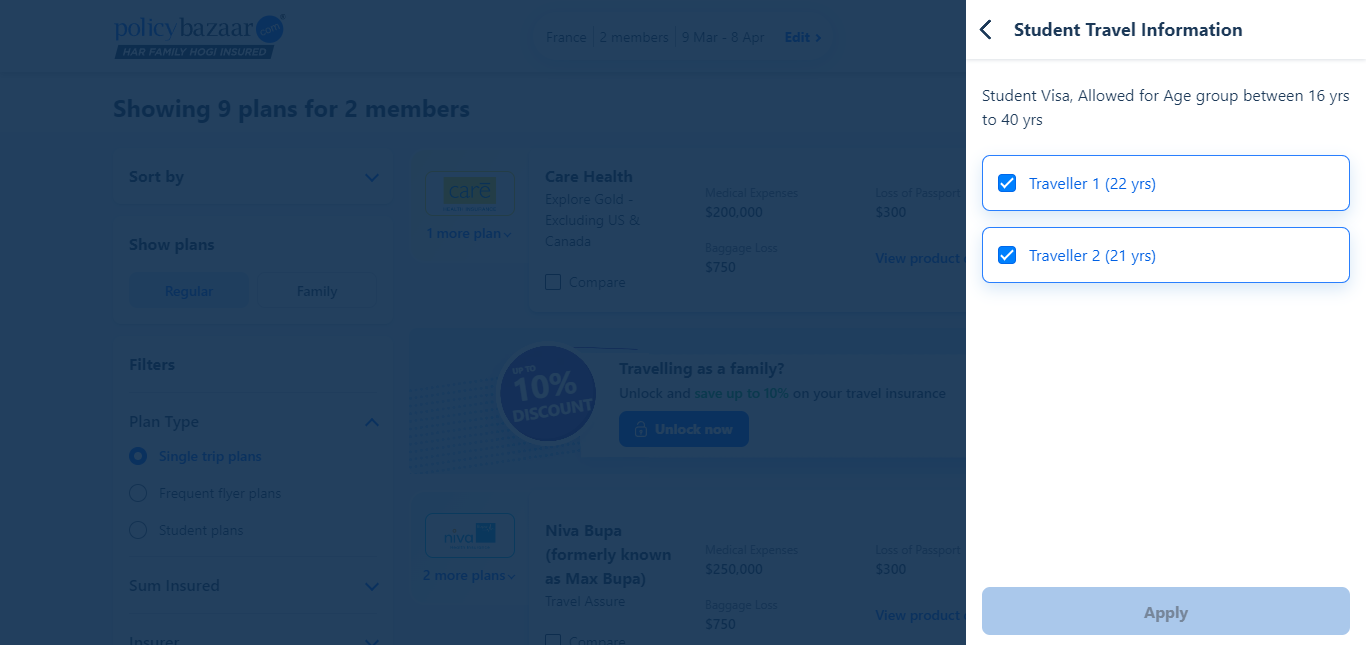 policybazaar.com
HAR FAMILY HOGI INSURED
France | 2 members | 9 Mar - 8 Apr Edit >
Showing 9 plans for 2 members
Sort by
Show plans
Regular Family
Filters
Plan Type
Single trip plans
Frequent flyer plans
Student plans
Sum Insured
Insurer
care
HEALTH INSURANCE
1 more plan
Care Health
Explore Gold -
Excluding US &
Canada
Compare
Medical Expenses
$200,000
Loss of Passport
$300
Baggage Loss
$750
View product
UP TO
10%
DISCOUNT
Travelling as a family?
Unlock and save up to 10% on your travel insurance
Unlock now
niva
2 more plans
Niva Bupa
(formerly known
as Max Bupa)
Travel Assure
Compare
Medical Expenses
$250,000
Loss of Passport
$300
Baggage Loss
$750
View product
Student Travel Information
Student Visa, Allowed for Age group between 16 yrs
to 40 yrs
Traveller 1 (22 yrs)
Traveller 2 (21 yrs)
Apply